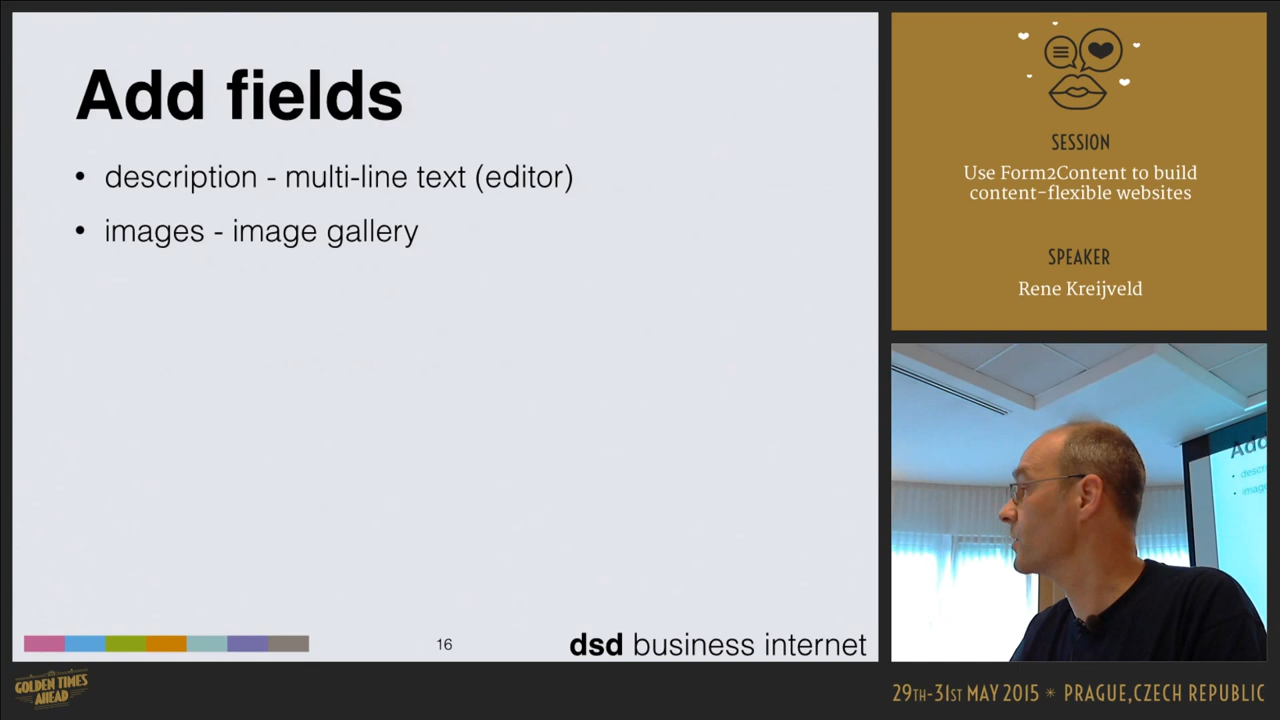 Add fields
• description - multi-line text (editor)
• images - image gallery
16
dsd business internet
SESSION
Use Form2Content to build
content-flexible websites
SPEAKER
Rene Kreijveld
Add
GOLDEN TIMES
AHEAD
29TH-31ST MAY 2015 * PRAGUE,CZECH REPUBLIC